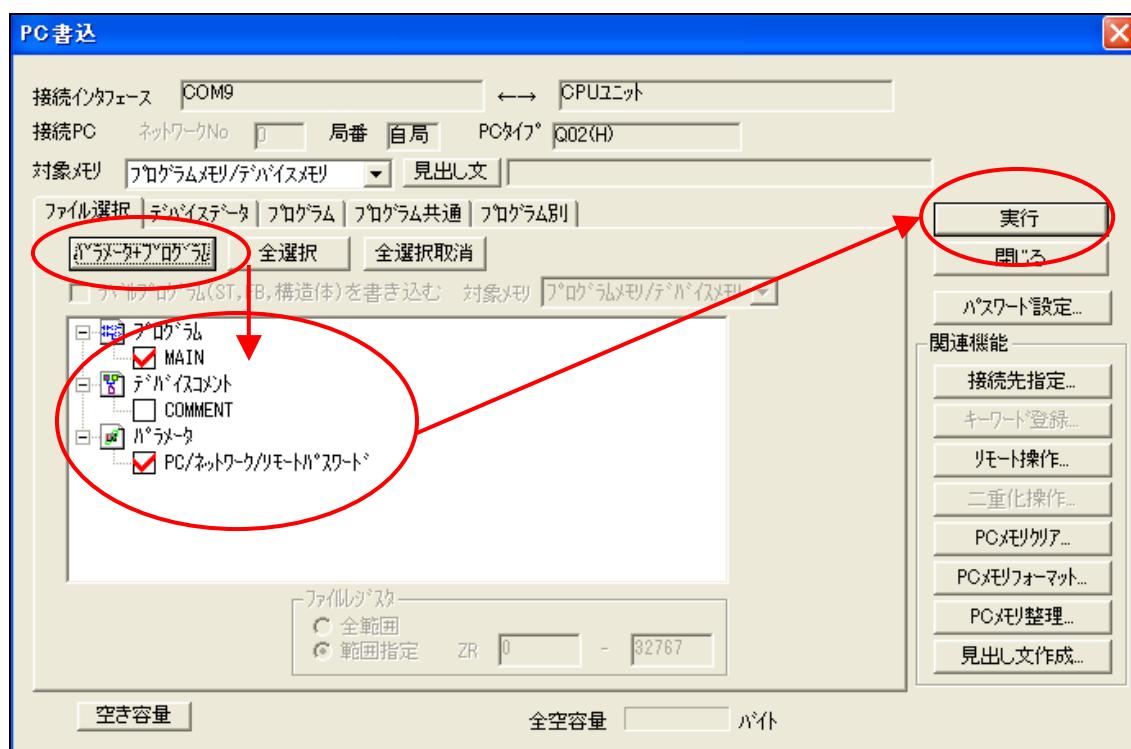 PC書込
接続ｲﾝﾀﾌｪｰｽ COM9 ←→ CPUﾕﾆｯﾄ
接続PC ﾈｯﾄﾜｰｸNo 0 局番 自局 PCﾀｲﾌﾟ Q02(H)
対象ﾒﾓﾘ ﾌﾟﾛｸﾞﾗﾑﾒﾓﾘ/ﾃﾞﾊﾞｲｽﾒﾓﾘ 見出し文
ファイル選択 ﾃﾞﾊﾞｲｽﾃﾞｰﾀ ﾌﾟﾛｸﾞﾗﾑ ﾌﾟﾛｸﾞﾗﾑ共通 ﾌﾟﾛｸﾞﾗﾑ別
ﾊﾟﾗﾒｰﾀ+ﾌﾟﾛｸﾞﾗﾑ 全選択 全選択取消
ﾗﾍﾞﾙﾌﾟﾛｸﾞﾗﾑ(ST,FB,構造体)を書き込む 対象ﾒﾓﾘ ﾌﾟﾛｸﾞﾗﾑﾒﾓﾘ/ﾃﾞﾊﾞｲｽﾒﾓﾘ
ﾌﾟﾛｸﾞﾗﾑ
MAIN
ﾃﾞﾊﾞｲｽｺﾒﾝﾄ
COMMENT
ﾊﾟﾗﾒｰﾀ
PC/ﾈｯﾄﾜｰｸ/ﾘﾓｰﾄﾊﾟｽﾜｰﾄﾞ
ﾌｧｲﾙﾚｼﾞｽﾀ
全範囲
範囲指定 ZR 0 - 32767
空き容量 全空容量 ﾊﾞｲﾄ
実行
閉じる
ﾊﾟｽﾜｰﾄﾞ設定...
関連機能
接続先指定...
ｷｰﾜｰﾄﾞ登録...
ﾘﾓｰﾄ操作...
二重化操作...
PCﾒﾓﾘｸﾘｱ...
PCﾒﾓﾘフォーマット...
PCﾒﾓﾘ整理...
見出し文作成...